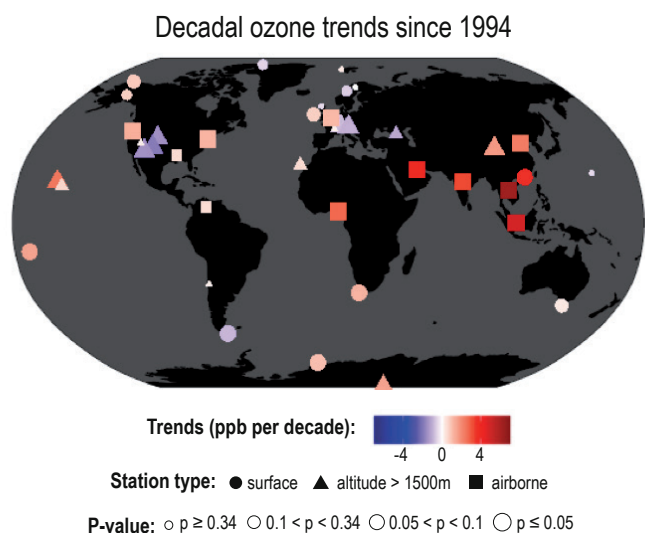 Decadal ozone trends since 1994
Trends (ppb per decade):
-4 0 4
Station type: surface altitude > 1500m airborne
P-value: p ≥ 0.34 0.1 < p < 0.34 0.05 < p < 0.1 p ≤ 0.05